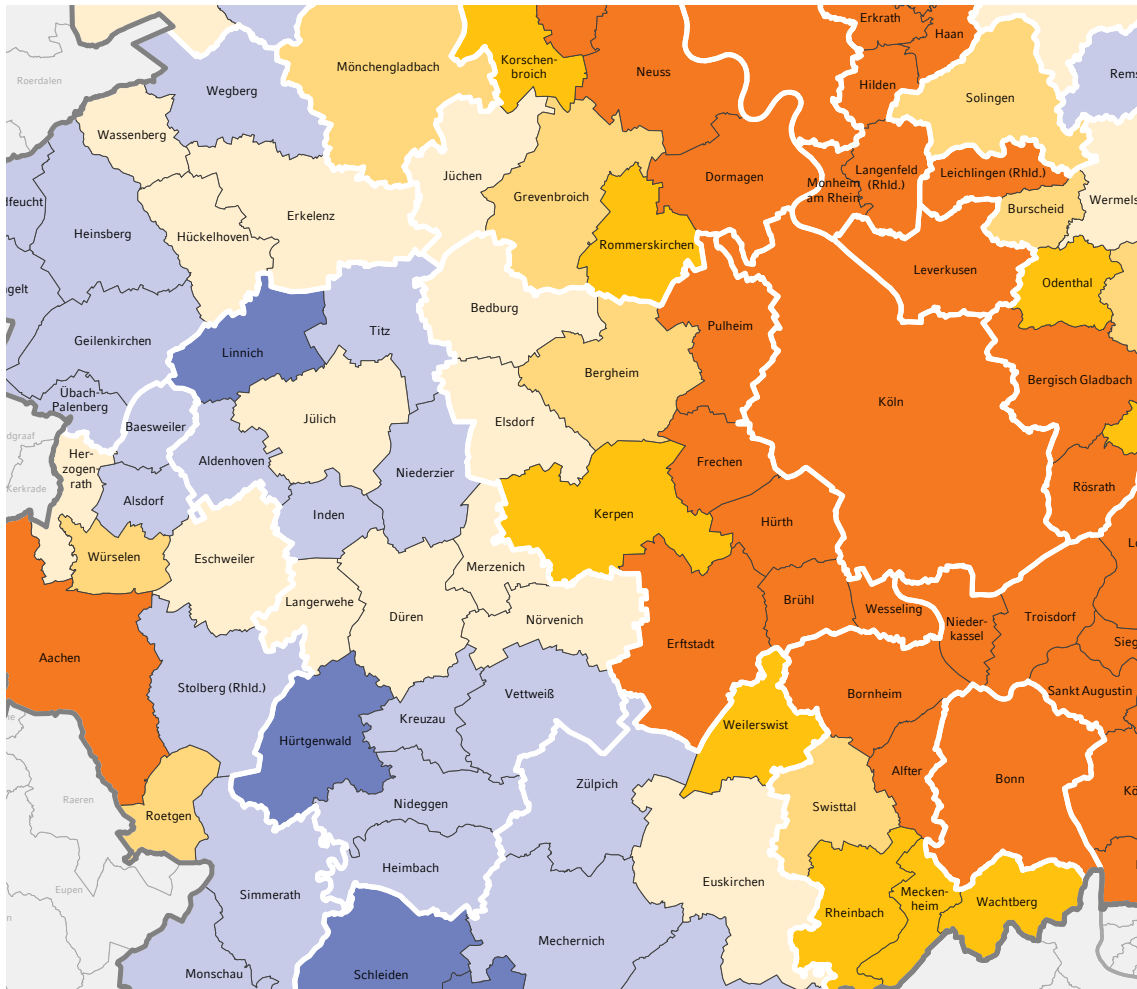 Erkrath
Haan
Korschen-
broich
Mönchengladbach
Neuss
Rems
Roerdalen
Hilden
Wegberg
Solingen
Wassenberg
Jüchen
Dormagen
Langenfeld
(Rhld.)
Leichlingen (Rhld.)
Monheim
am Rhein
Grevenbroich
Wermels
lfeucht
Burscheid
Erkelenz
Heinsberg
Hückelhoven
Rommerskirchen
Leverkusen
Odenthal
ngelt
Bedburg
Titz
Pulheim
Geilenkirchen
Linnich
Bergheim
Bergisch Gladbach
Übach-
Palenberg
Köln
Jülich
Elsdorf
Baesweiler
dgraaf
Her-
zogen-
rath
Aldenhoven
Frechen
Niederzier
Kerkrade
Rösrath
Alsdorf
Inden
Kerpen
Hürth
Würselen
Eschweiler
Merzenich
Langerwehe
Düren
Nörvenich
Brühl
Wesseling
Nieder-
kassel
Troisdorf
Erftstadt
Sieg
Aachen
Stolberg (Rhld.)
Vettweiß
Bornheim
Sankt Augustin
Kreuzau
Weilerswist
Hürtgenwald
Alfter
Bonn
Zülpich
Kö
Raeren
Nideggen
Swisttal
Roetgen
Heimbach
Euskirchen
Eupen
Simmerath
Mecken-
heim
Wachtberg
Rheinbach
Mechernich
Monschau
Schleiden